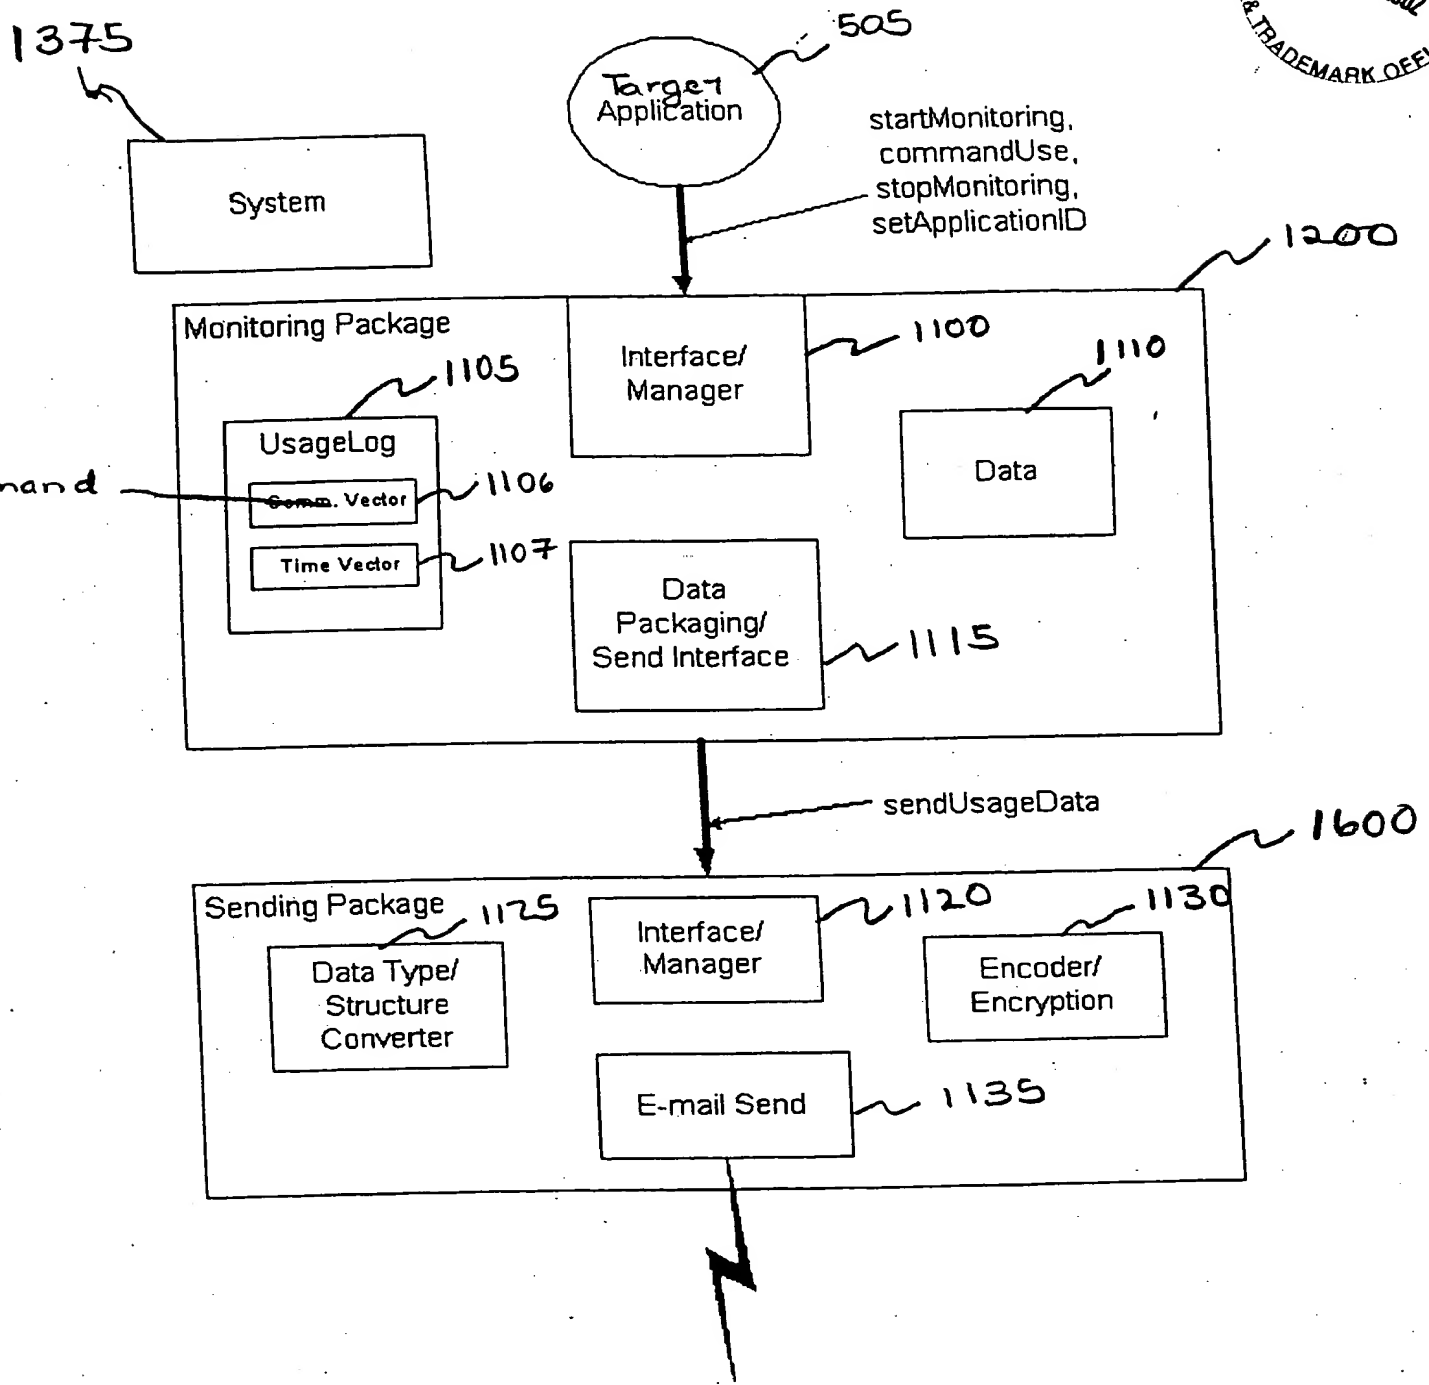 1375
505
& TRADEMARK OFF
Target
Application
startMonitoring,
commandUse,
stopMonitoring,
setApplicationID
System
1200
Monitoring Package
Interface/
Manager
1100
1110
1105
UsageLog
Data
Comm. Vector
1106
Time Vector
1107
Data
Packaging/
Send Interface
1115
sendUsageData
1600
Sending Package
1125
1120
1130
Interface/
Manager
Data Type/
Structure
Converter
Encoder/
Encryption
E-mail Send
1135